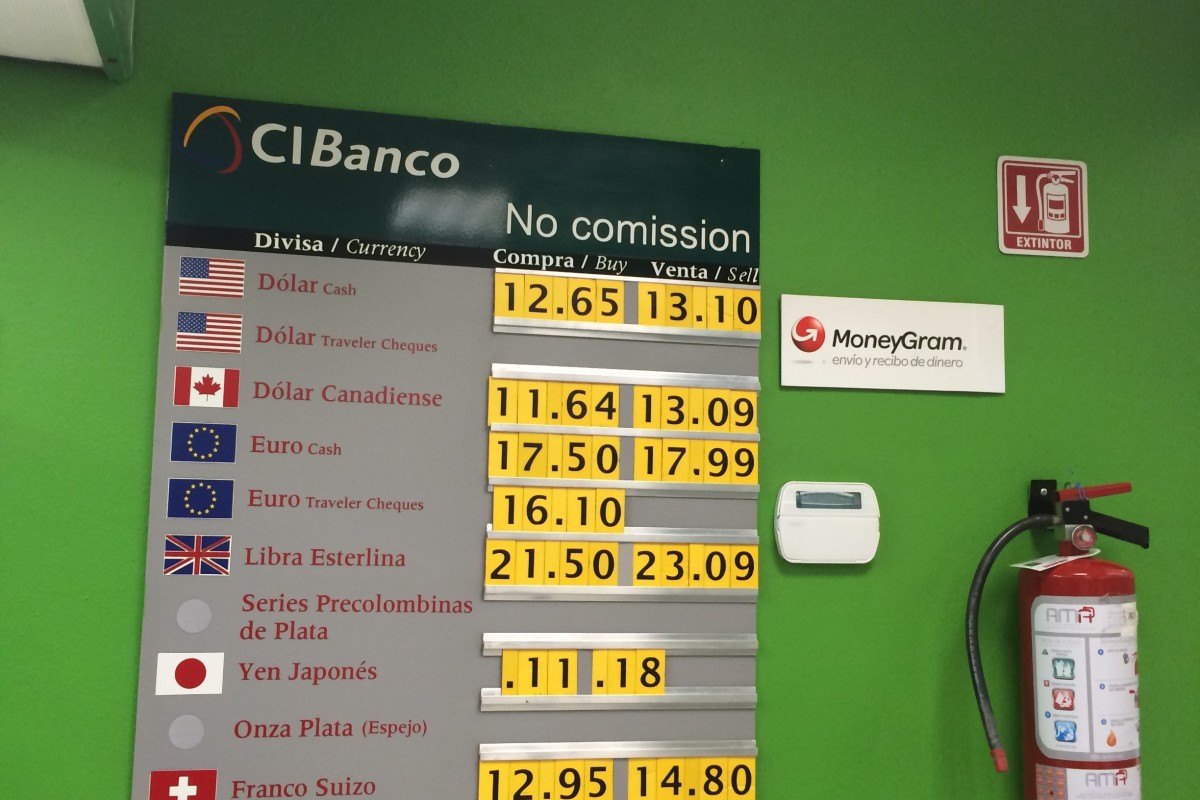 CIBanco
No comission
Divisa / Currency Compra / Buy Venta / Sell
Dólar Cash 12.65 13.10
Dólar Traveler Cheques
Dólar Canadiense 11.64 13.09
Euro Cash 17.50 17.99
Euro Traveler Cheques 16.10
Libra Esterlina 21.50 23.09
Series Precolombinas
de Plata
Yen Japonés .11 .18
Onza Plata (Espejo)
Franco Suizo 12.95 14.80
EXTINTOR
MoneyGram.
envío y recibo de dinero
AMA
AMA